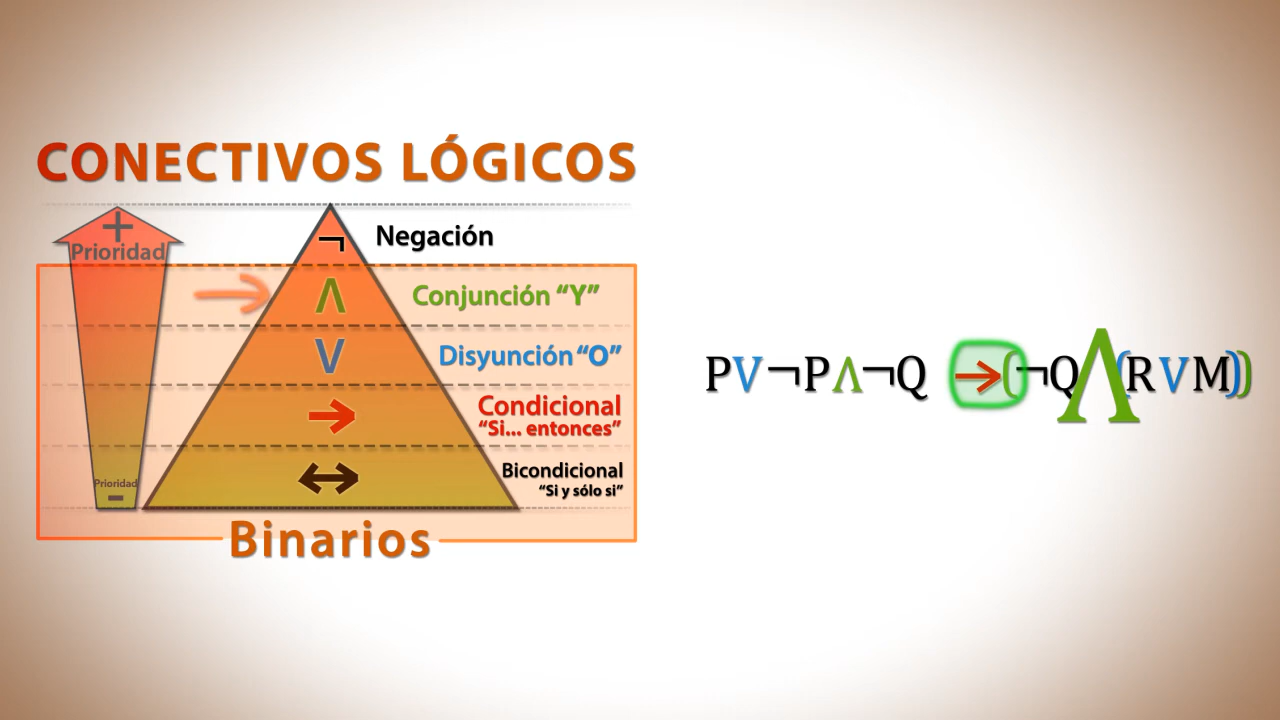 CONECTIVOS LÓGICOS
+
Prioridad
¬ Negación
Λ Conjunción “Y”
V Disyunción “O”
→ Condicional
“Si... entonces”
↔ Bicondicional
“Si y sólo si”
Prioridad
-
Binarios
PV¬PΛ¬Q →(¬QΛ(RVM))